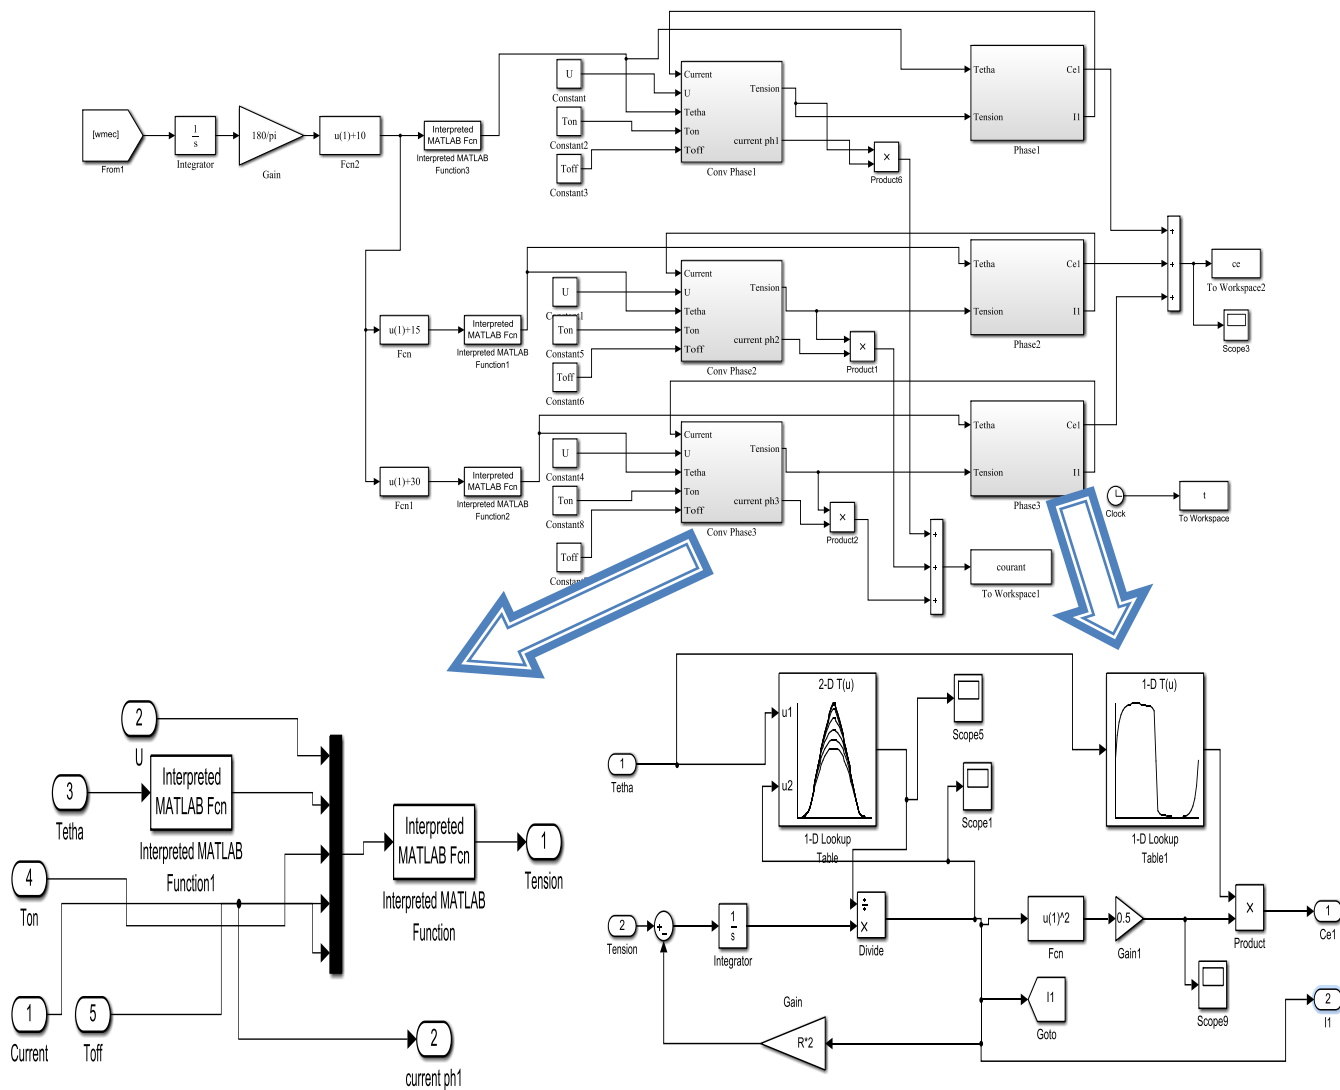 [wmec]
From1
1
s
Integrator
180/pi
Gain
u(1)+10
Fcn2
Interpreted
MATLAB Fcn
Interpreted MATLAB
Function3
U
Constant
Ton
Constant2
Toff
Constant3
Current
U
Tetha
Ton
Toff
Tension
current ph1
Conv Phase1
×
Product6
Tetha
Tension
Ce1
I1
Phase1
u(1)+15
Fcn
Interpreted
MATLAB Fcn
Interpreted MATLAB
Function1
U
Ton
Constant5
Toff
Constant6
Current
U
Tetha
Ton
Toff
Tension
current ph2
Conv Phase2
×
Product1
Tetha
Tension
Ce1
I1
Phase2
+
+
+
ce
To Workspace2
Scope3
u(1)+30
Fcn1
Interpreted
MATLAB Fcn
Interpreted MATLAB
Function2
U
Constant4
Ton
Constant8
Toff
Current
U
Tetha
Ton
Toff
Tension
current ph3
Conv Phase3
×
Product2
Tetha
Tension
Ce1
I1
Phase3
Clock
t
To Workspace
+
+
+
courant
To Workspace1
2
U
3
Tetha
Interpreted
MATLAB Fcn
Interpreted MATLAB
Function1
4
Ton
1
Current
5
Toff
Interpreted
MATLAB Fcn
Interpreted MATLAB
Function
1
Tension
2
current ph1
1
Tetha
2-D T(u)
u1
u2
1-D Lookup
Table
Scope5
Scope1
1-D T(u)
1-D Lookup
Table1
2
Tension
+
−
1
s
Integrator
÷
×
Divide
u(1)^2
Fcn
0.5
Gain1
×
Product
1
Ce1
Gain
R*2
I1
Goto
Scope9
2
I1